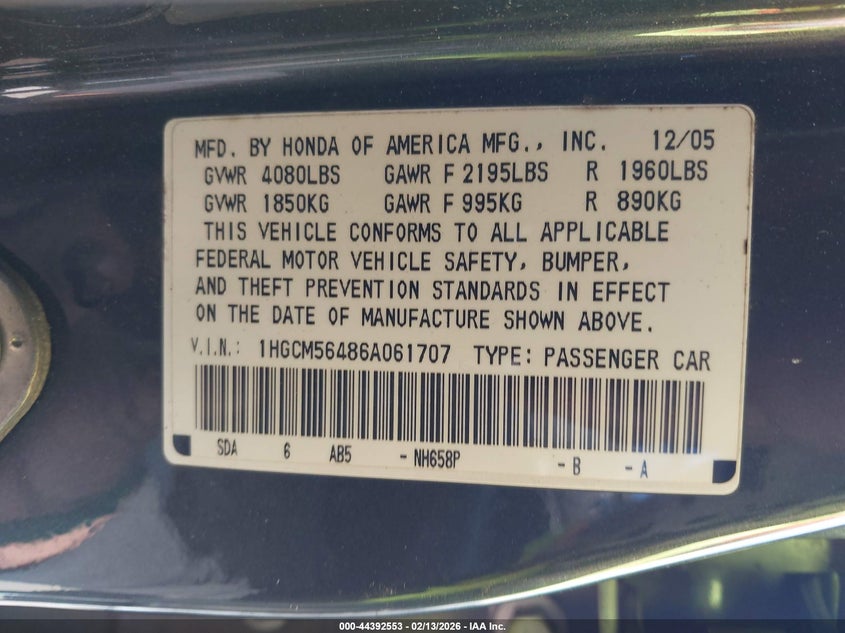 MFD. BY HONDA OF AMERICA MFG., INC. 12/05
GVWR 4080LBS GAWR F 2195LBS R 1960LBS
GVWR 1850KG GAWR F 995KG R 890KG
THIS VEHICLE CONFORMS TO ALL APPLICABLE
FEDERAL MOTOR VEHICLE SAFETY, BUMPER,
AND THEFT PREVENTION STANDARDS IN EFFECT
ON THE DATE OF MANUFACTURE SHOWN ABOVE.
V.I.N.: 1HGCM56486A061707 TYPE: PASSENGER CAR
SDA 6 AB5 - NH658P - B - A
000-44392553 - 02/13/2026 - IAA Inc.